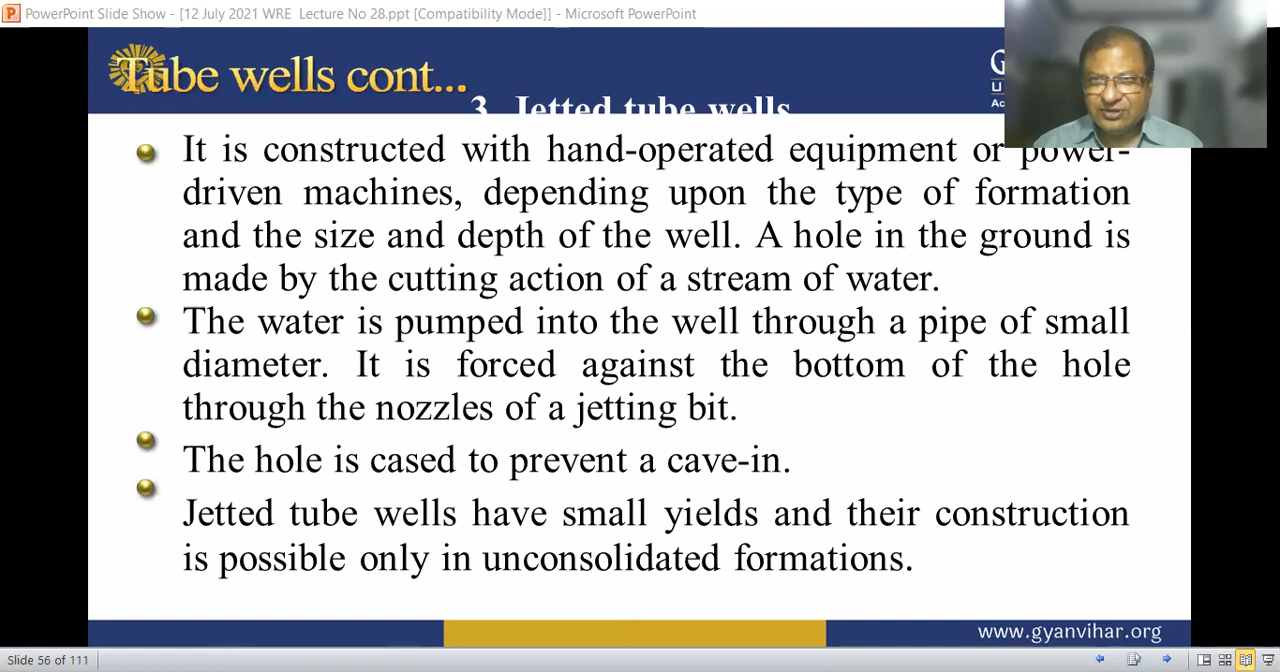 PowerPoint Slide Show - [12 July 2021 WRE Lecture No 28.ppt [Compatibility Mode]] - Microsoft PowerPoint
Tube wells cont...
3. Jetted tube wells
It is constructed with hand-operated equipment or power-
driven machines, depending upon the type of formation
and the size and depth of the well. A hole in the ground is
made by the cutting action of a stream of water.
The water is pumped into the well through a pipe of small
diameter. It is forced against the bottom of the hole
through the nozzles of a jetting bit.
The hole is cased to prevent a cave-in.
Jetted tube wells have small yields and their construction
is possible only in unconsolidated formations.
www.gyanvihar.org
Slide 56 of 111